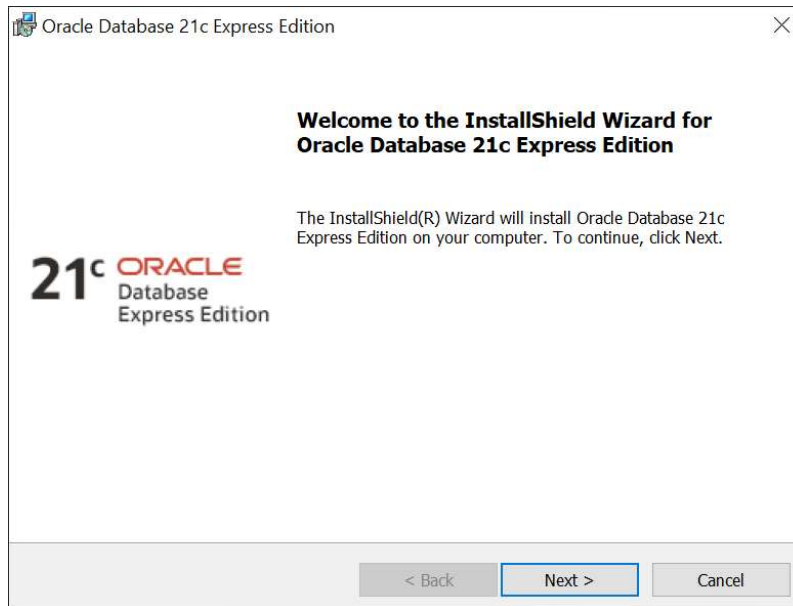 Oracle Database 21c Express Edition
Welcome to the InstallShield Wizard for
Oracle Database 21c Express Edition
The InstallShield(R) Wizard will install Oracle Database 21c
Express Edition on your computer. To continue, click Next.
21c ORACLE
Database
Express Edition
< Back Next > Cancel